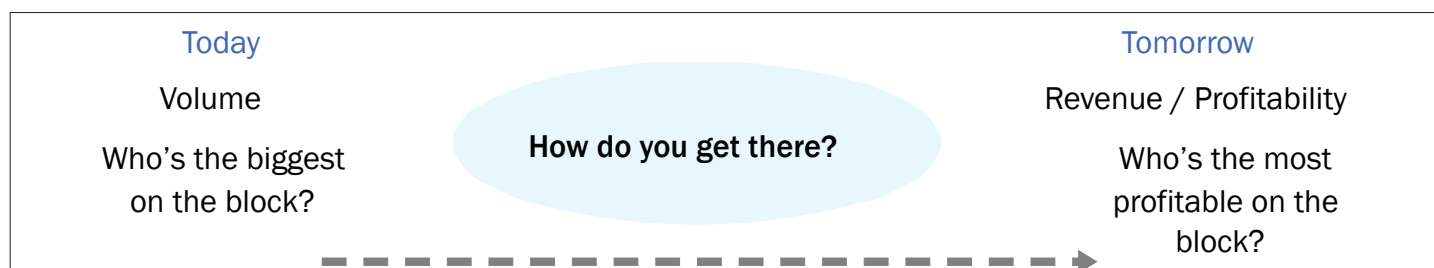 Today
Volume
Who's the biggest
on the block?
How do you get there?
Tomorrow
Revenue / Profitability
Who's the most
profitable on the
block?